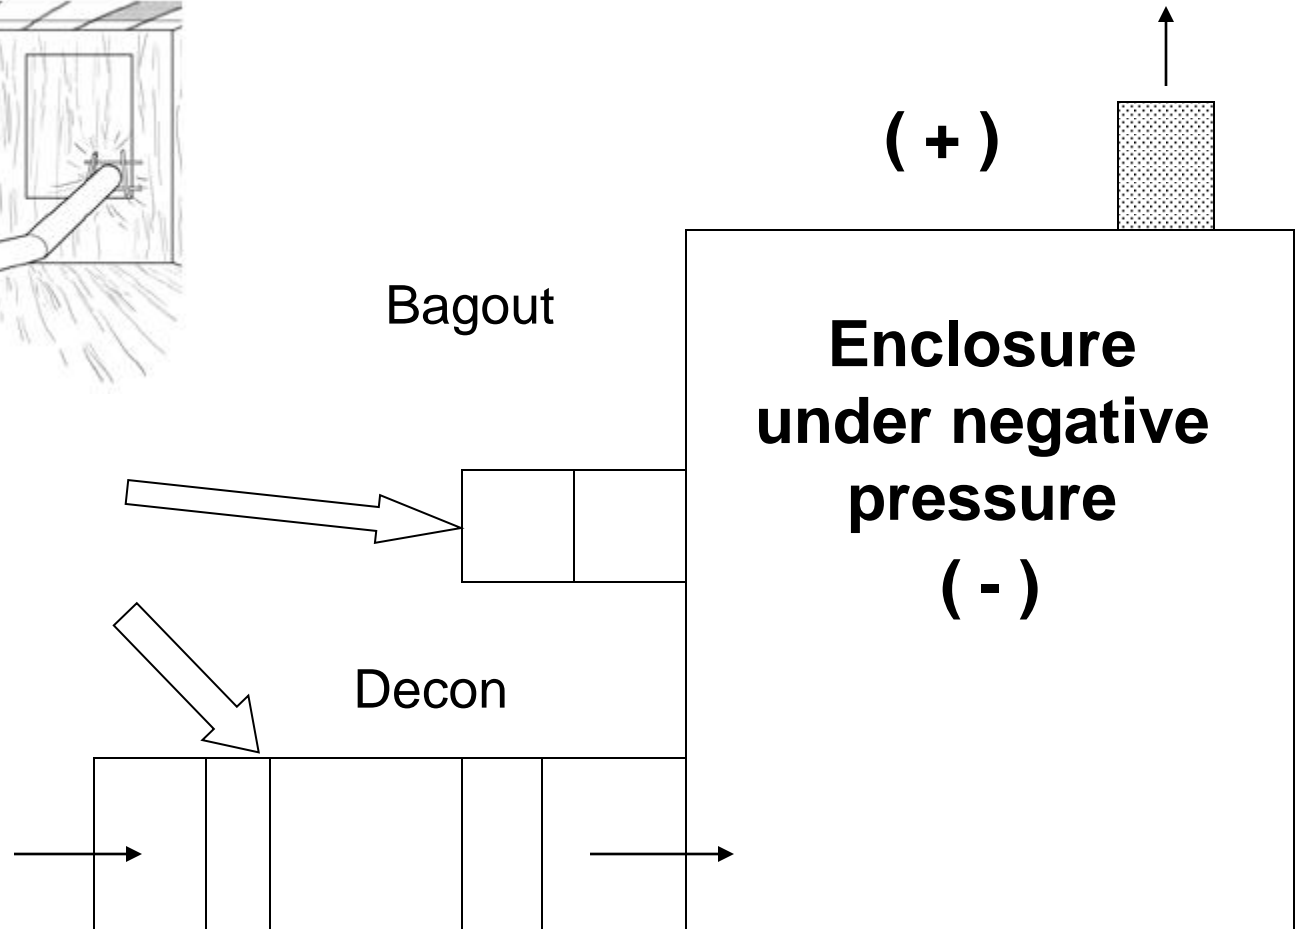 ( + )
Bagout
Enclosure
under negative
pressure
( - )
Decon